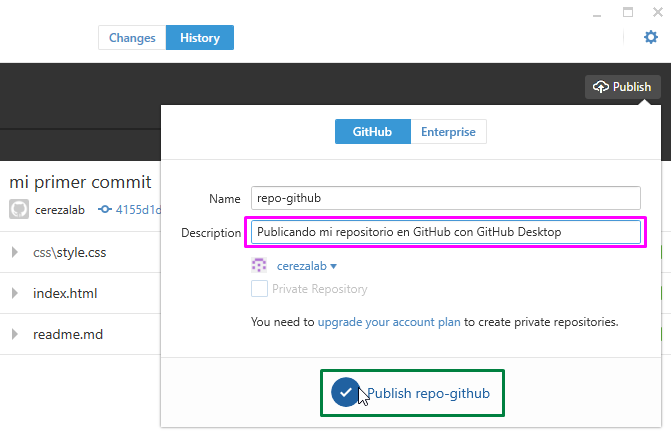 Changes History
Publish
GitHub Enterprise
mi primer commit
cerezalab 4155d1d
Name repo-github
Description Publicando mi repositorio en GitHub con GitHub Desktop
cerezalab
Private Repository
You need to upgrade your account plan to create private repositories.
css\style.css
index.html
readme.md
Publish repo-github